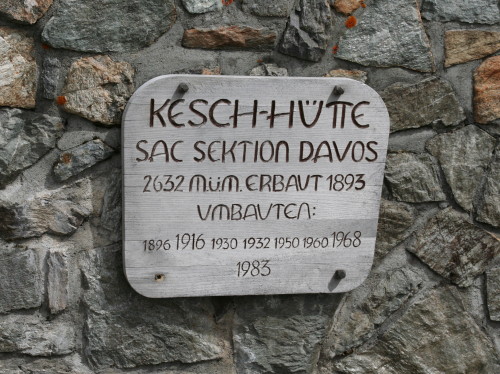 KESCH-HÜTTE
SAC SEKTION DAVOS
2632 M.ü.M. ERBAUT 1893
UMBAUTEN:
1896 1916 1930 1932 1950 1960 1968
1983